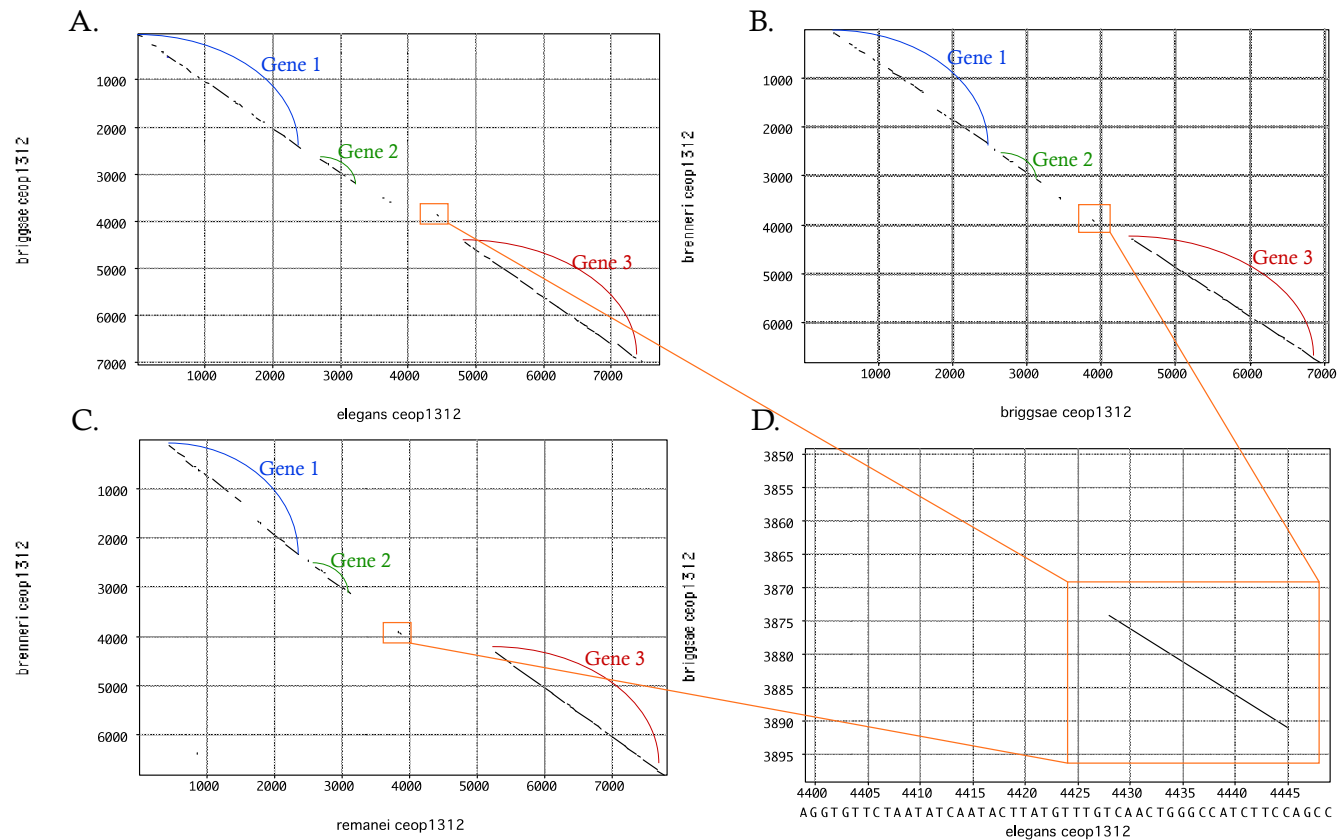 A.
Gene 1
Gene 2
Gene 3
1000
2000
3000
4000
5000
6000
7000
briggsae ceop1312
1000 2000 3000 4000 5000 6000 7000
elegans ceop1312
B.
Gene 1
Gene 2
Gene 3
1000
2000
3000
4000
5000
6000
brenneri ceop1312
1000 2000 3000 4000 5000 6000 7000
briggsae ceop1312
C.
Gene 1
Gene 2
Gene 3
1000
2000
3000
4000
5000
6000
brenneri ceop1312
1000 2000 3000 4000 5000 6000 7000
remanei ceop1312
D.
3850
3855
3860
3865
3870
3875
3880
3885
3890
3895
briggsae ceop1312
4400 4405 4410 4415 4420 4425 4430 4435 4440 4445
AGGTGTTCTAATATCAATACTTATGTTTGTCAACTGGGCCATCTTCCAGCC
elegans ceop1312